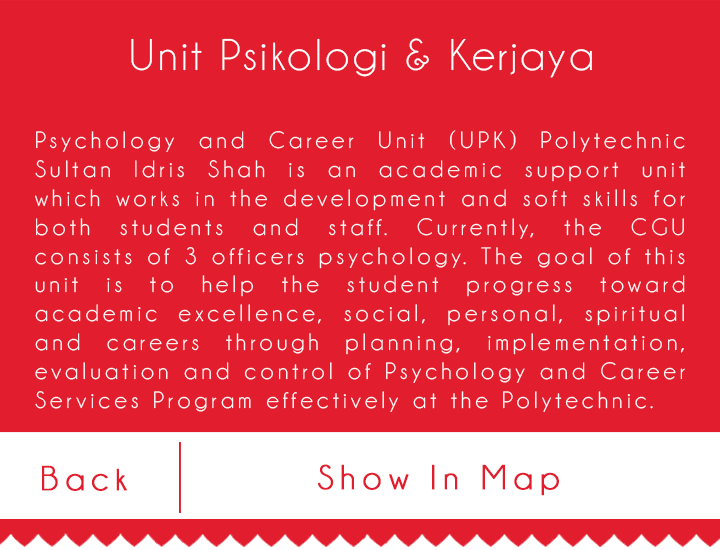 Unit Psikologi & Kerjaya
Psychology and Career Unit (UPK) Polytechnic
Sultan Idris Shah is an academic support unit
which works in the development and soft skills for
both students and staff. Currently, the CGU
consists of 3 officers psychology. The goal of this
unit is to help the student progress toward
academic excellence, social, personal, spiritual
and careers through planning, implementation,
evaluation and control of Psychology and Career
Services Program effectively at the Polytechnic.
Back
Show In Map